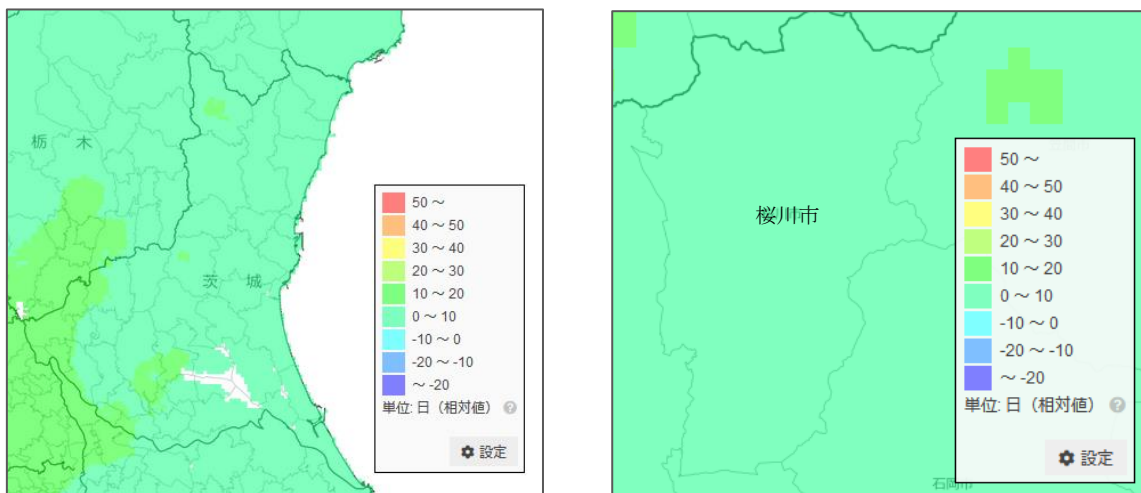 栃 木
茨 城
50 ~
40 ~ 50
30 ~ 40
20 ~ 30
10 ~ 20
0 ~ 10
-10 ~ 0
-20 ~ -10
~ -20
単位: 日（相対値）
設定
桜川市
50 ~
40 ~ 50
30 ~ 40
20 ~ 30
10 ~ 20
0 ~ 10
-10 ~ 0
-20 ~ -10
~ -20
単位: 日（相対値）
設定
石岡市